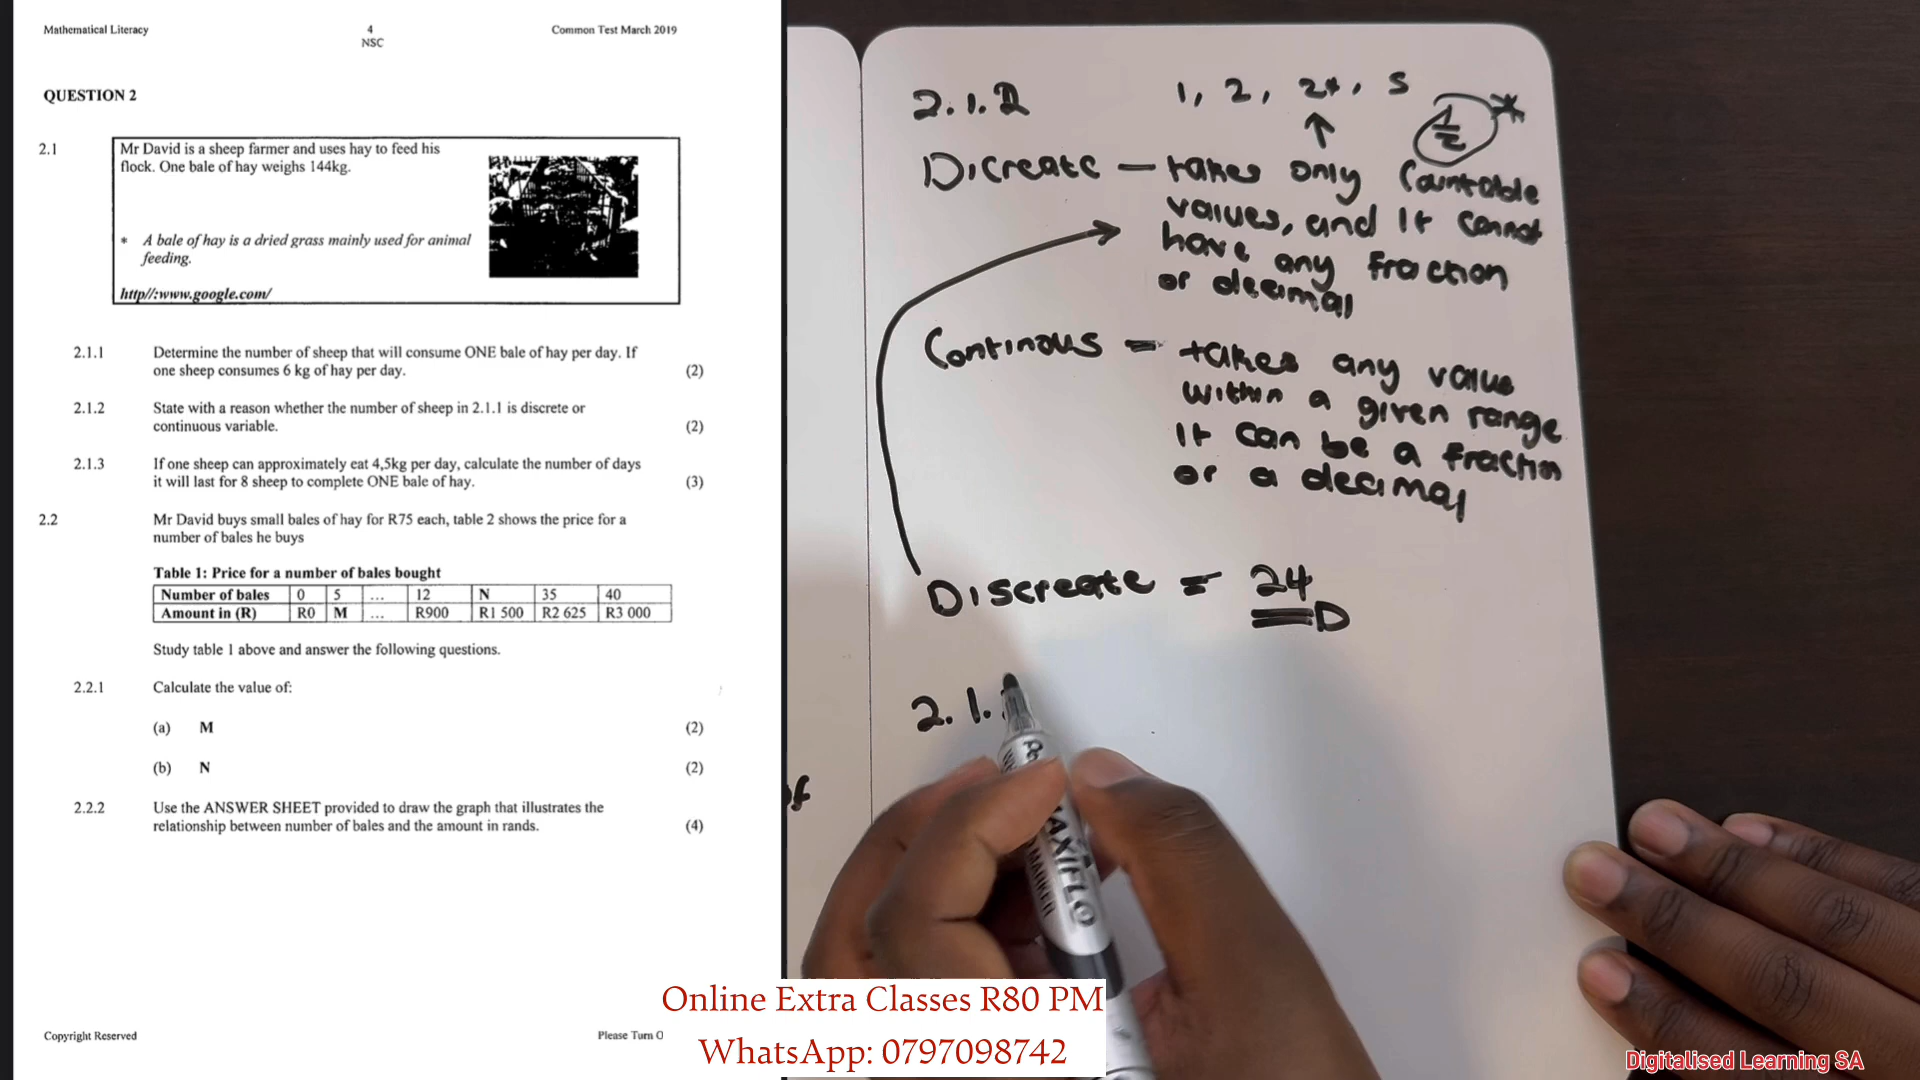 Mathematical Literacy
4
NSC
Common Test March 2019
QUESTION 2
2.1
Mr David is a sheep farmer and uses hay to feed his
flock. One bale of hay weighs 144kg.
* A bale of hay is a dried grass mainly used for animal
feeding.
http//:www.google.com/
2.1.1 Determine the number of sheep that will consume ONE bale of hay per day. If
one sheep consumes 6 kg of hay per day. (2)
2.1.2 State with a reason whether the number of sheep in 2.1.1 is discrete or
continuous variable. (2)
2.1.3 If one sheep can approximately eat 4,5kg per day, calculate the number of days
it will last for 8 sheep to complete ONE bale of hay. (3)
2.2 Mr David buys small bales of hay for R75 each, table 2 shows the price for a
number of bales he buys
Table 1: Price for a number of bales bought
Number of bales 0 5 ... 12 N 35 40
Amount in (R) R0 M ... R900 R1 500 R2 625 R3 000
Study table 1 above and answer the following questions.
2.2.1 Calculate the value of:
(a) M (2)
(b) N (2)
2.2.2 Use the ANSWER SHEET provided to draw the graph that illustrates the
relationship between number of bales and the amount in rands. (4)
Copyright Reserved
Please Turn O
2.1.2
1, 2, 24, 5
1/2 *
Dicreate – takes only Countable
values, and it cannot
have any fraction
or decimal
Continous = takes any value
within a given range
It can be a fraction
or a decimal
Discreate = 24
D
2.1.
of
MAXIFLO
MARKER
Online Extra Classes R80 PM
WhatsApp: 0797098742
Digitalised Learning SA